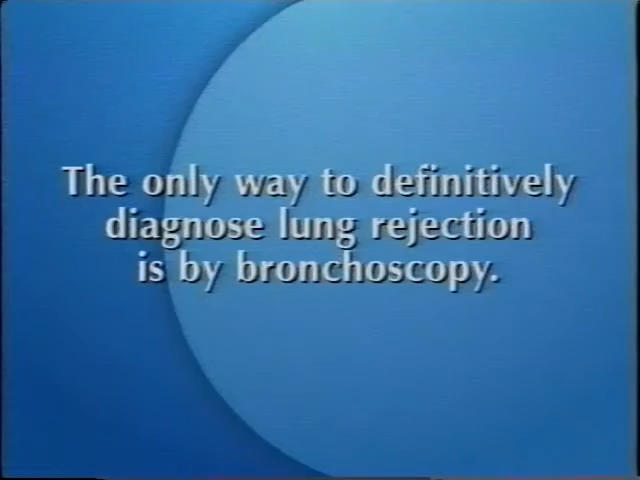 The only way to definitively
diagnose lung rejection
is by bronchoscopy.